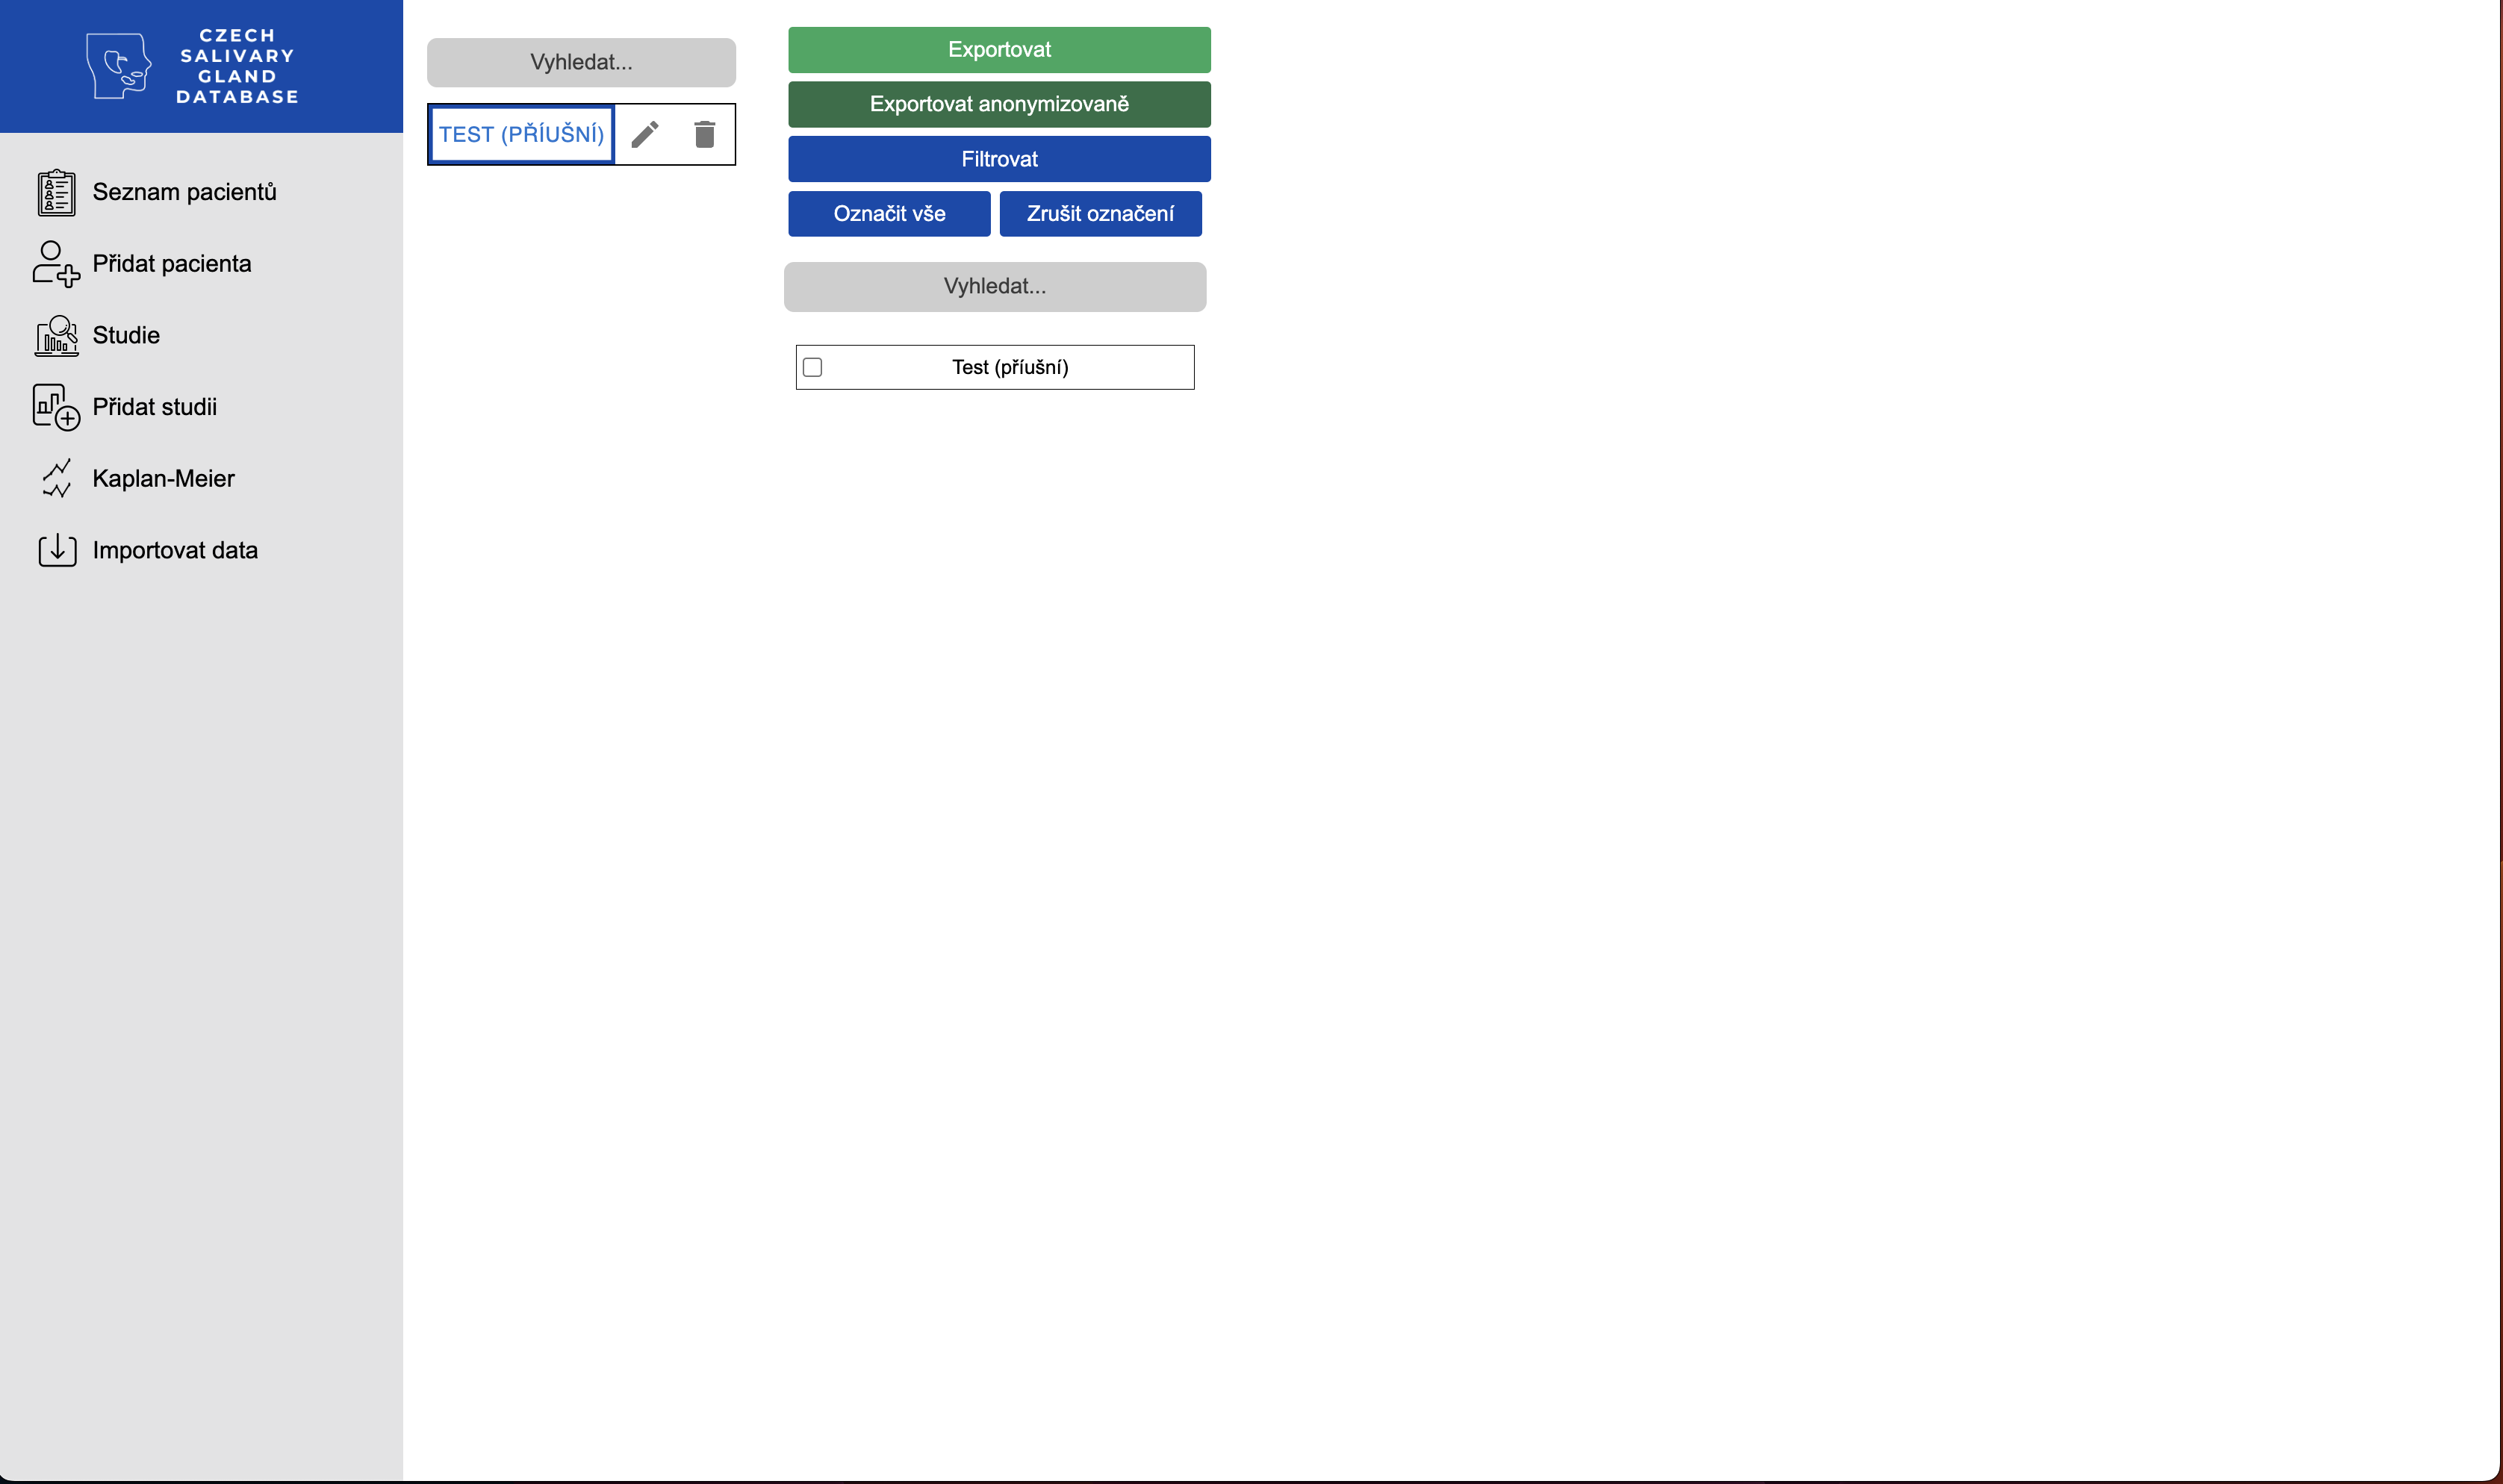 CZECH
SALIVARY
GLAND
DATABASE
Seznam pacientů
Přidat pacienta
Studie
Přidat studii
Kaplan-Meier
Importovat data
Vyhledat...
TEST (PŘÍUŠNÍ)
Exportovat
Exportovat anonymizovaně
Filtrovat
Označit vše
Zrušit označení
Vyhledat...
Test (příušní)